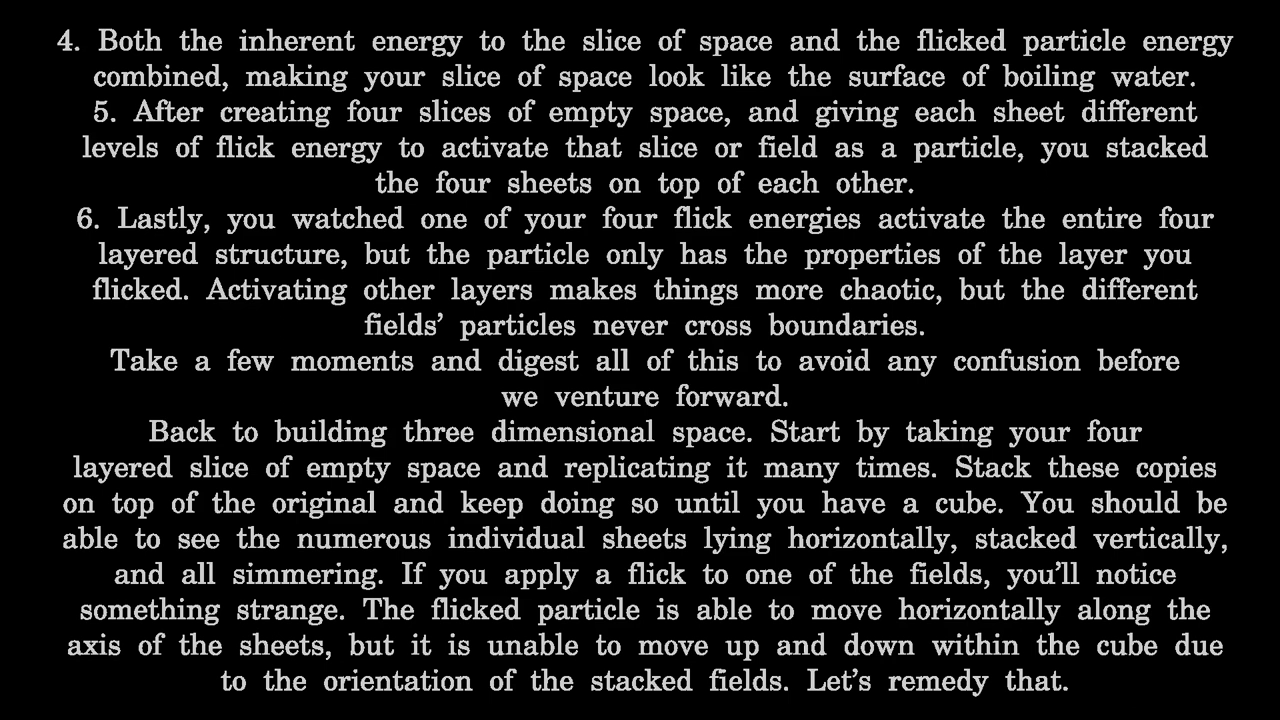 4. Both the inherent energy to the slice of space and the flicked particle energy
combined, making your slice of space look like the surface of boiling water.
5. After creating four slices of empty space, and giving each sheet different
levels of flick energy to activate that slice or field as a particle, you stacked
the four sheets on top of each other.
6. Lastly, you watched one of your four flick energies activate the entire four
layered structure, but the particle only has the properties of the layer you
flicked. Activating other layers makes things more chaotic, but the different
fields’ particles never cross boundaries.
Take a few moments and digest all of this to avoid any confusion before
we venture forward.
Back to building three dimensional space. Start by taking your four
layered slice of empty space and replicating it many times. Stack these copies
on top of the original and keep doing so until you have a cube. You should be
able to see the numerous individual sheets lying horizontally, stacked vertically,
and all simmering. If you apply a flick to one of the fields, you’ll notice
something strange. The flicked particle is able to move horizontally along the
axis of the sheets, but it is unable to move up and down within the cube due
to the orientation of the stacked fields. Let’s remedy that.